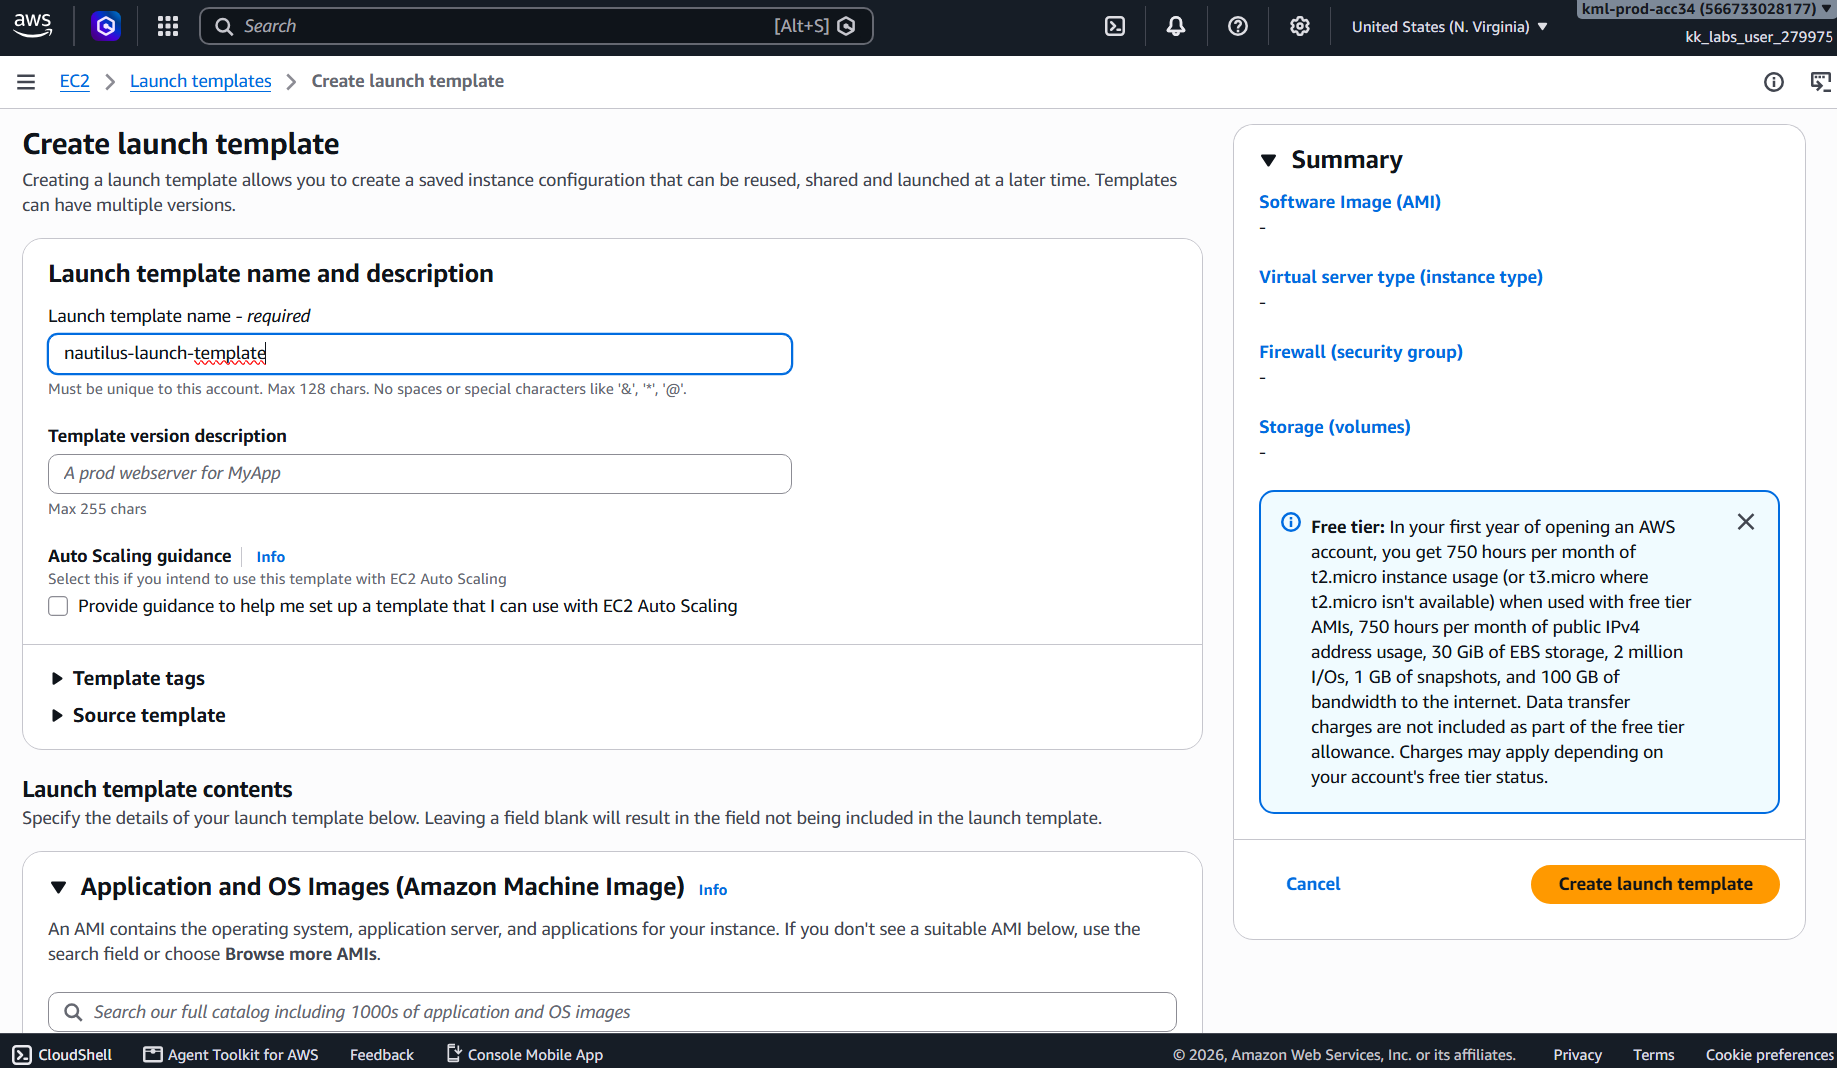 aws
Search
[Alt+S]
United States (N. Virginia)
kml-prod-acc34 (566733028177)
kk_labs_user_279975
EC2
Launch templates
Create launch template
Create launch template
Creating a launch template allows you to create a saved instance configuration that can be reused, shared and launched at a later time. Templates
can have multiple versions.
Launch template name and description
Launch template name - required
nautilus-launch-template
Must be unique to this account. Max 128 chars. No spaces or special characters like '&', '*', '@'.
Template version description
A prod webserver for MyApp
Max 255 chars
Auto Scaling guidance
Info
Select this if you intend to use this template with EC2 Auto Scaling
Provide guidance to help me set up a template that I can use with EC2 Auto Scaling
Template tags
Source template
Launch template contents
Specify the details of your launch template below. Leaving a field blank will result in the field not being included in the launch template.
Application and OS Images (Amazon Machine Image)
Info
An AMI contains the operating system, application server, and applications for your instance. If you don't see a suitable AMI below, use the
search field or choose Browse more AMIs.
Search our full catalog including 1000s of application and OS images
Summary
Software Image (AMI)
-
Virtual server type (instance type)
-
Firewall (security group)
-
Storage (volumes)
-
Free tier: In your first year of opening an AWS
account, you get 750 hours per month of
t2.micro instance usage (or t3.micro where
t2.micro isn't available) when used with free tier
AMIs, 750 hours per month of public IPv4
address usage, 30 GiB of EBS storage, 2 million
I/Os, 1 GB of snapshots, and 100 GB of
bandwidth to the internet. Data transfer
charges are not included as part of the free tier
allowance. Charges may apply depending on
your account's free tier status.
Cancel
Create launch template
CloudShell
Agent Toolkit for AWS
Feedback
Console Mobile App
© 2026, Amazon Web Services, Inc. or its affiliates.
Privacy
Terms
Cookie preferences